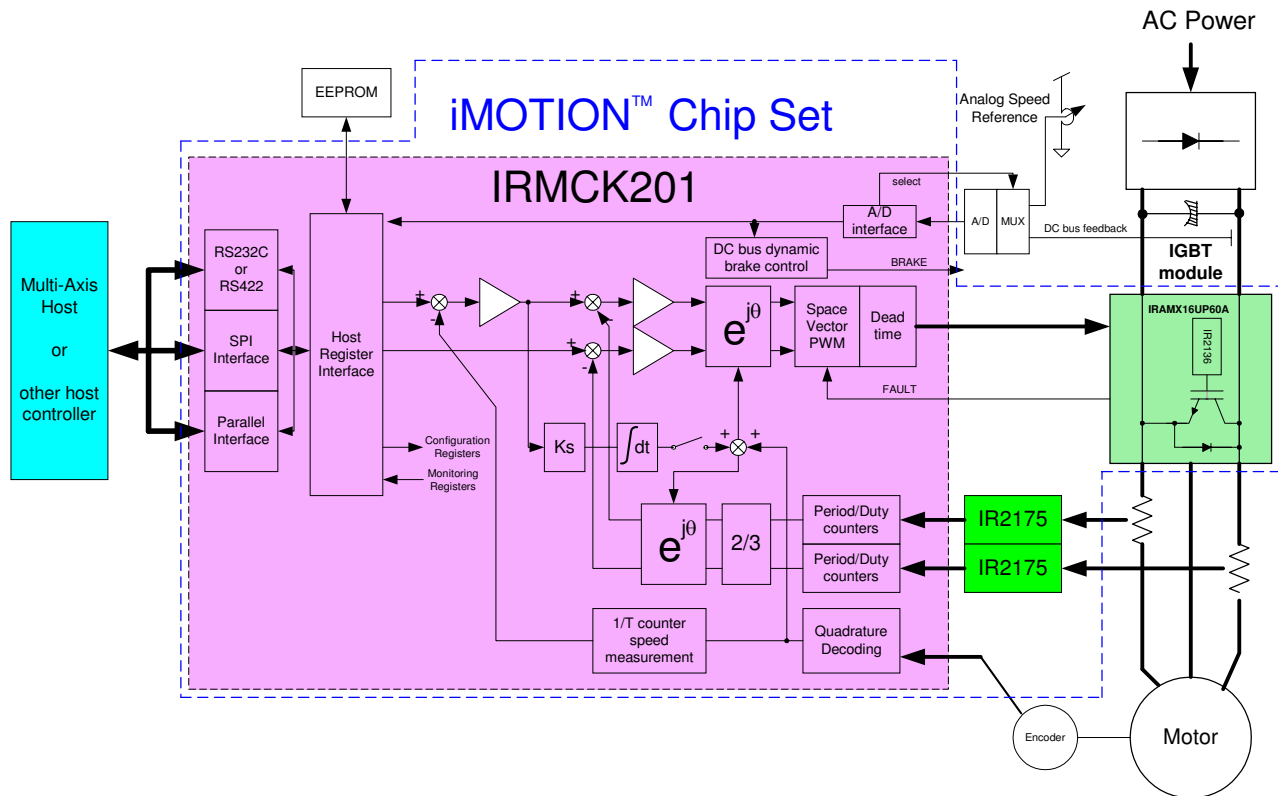 AC Power
EEPROM
iMOTION™ Chip Set
Analog Speed
Reference
IRMCK201
select
A/D
interface
A/D
MUX
DC bus feedback
DC bus dynamic
brake control
BRAKE
IGBT
module
Multi-Axis
Host
or
other host
controller
RS232C
or
RS422
SPI
Interface
Parallel
Interface
Host
Register
Interface
+
-
+
-
+
-
e^jθ
Space
Vector
PWM
Dead
time
IRAMX16UP60A
IR2136
FAULT
Configuration
Registers
Monitoring
Registers
Ks
∫dt
+
+
e^jθ
2/3
Period/Duty
counters
Period/Duty
counters
IR2175
IR2175
1/T counter
speed
measurement
Quadrature
Decoding
Encoder
Motor